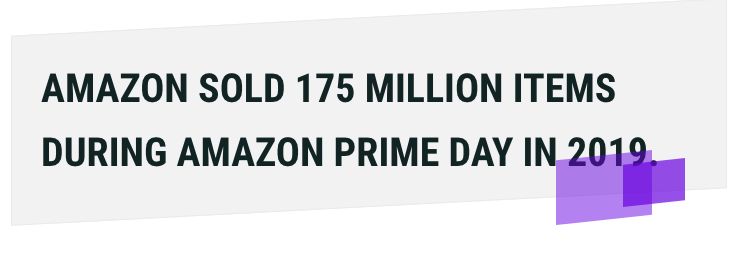 AMAZON SOLD 175 MILLION ITEMS
DURING AMAZON PRIME DAY IN 2019.